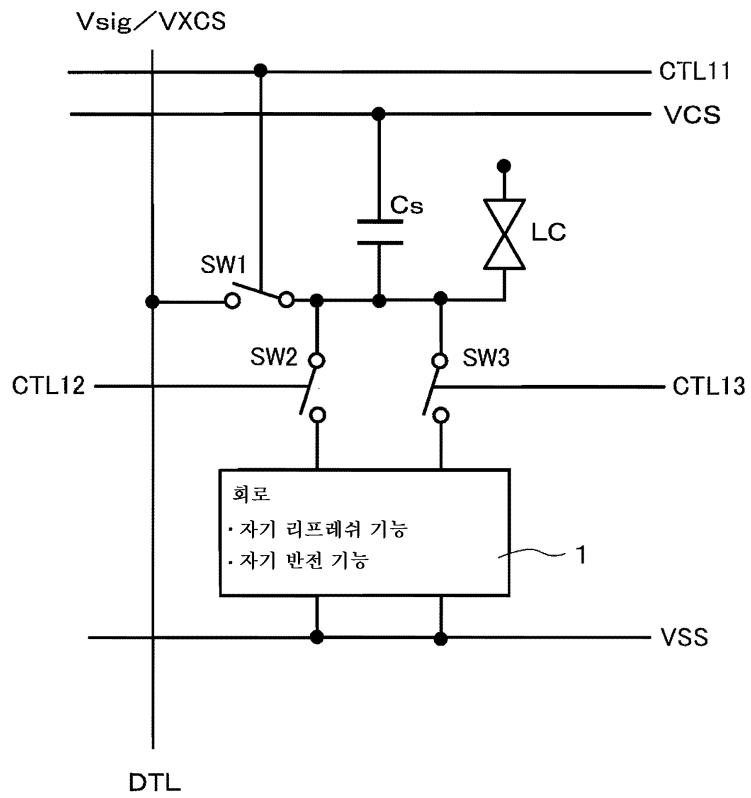 Vsig/VXCS
CTL11
VCS
Cs
LC
SW1
SW2
SW3
CTL12
CTL13
회로
·자기 리프레쉬 기능
·자기 반전 기능
1
VSS
DTL